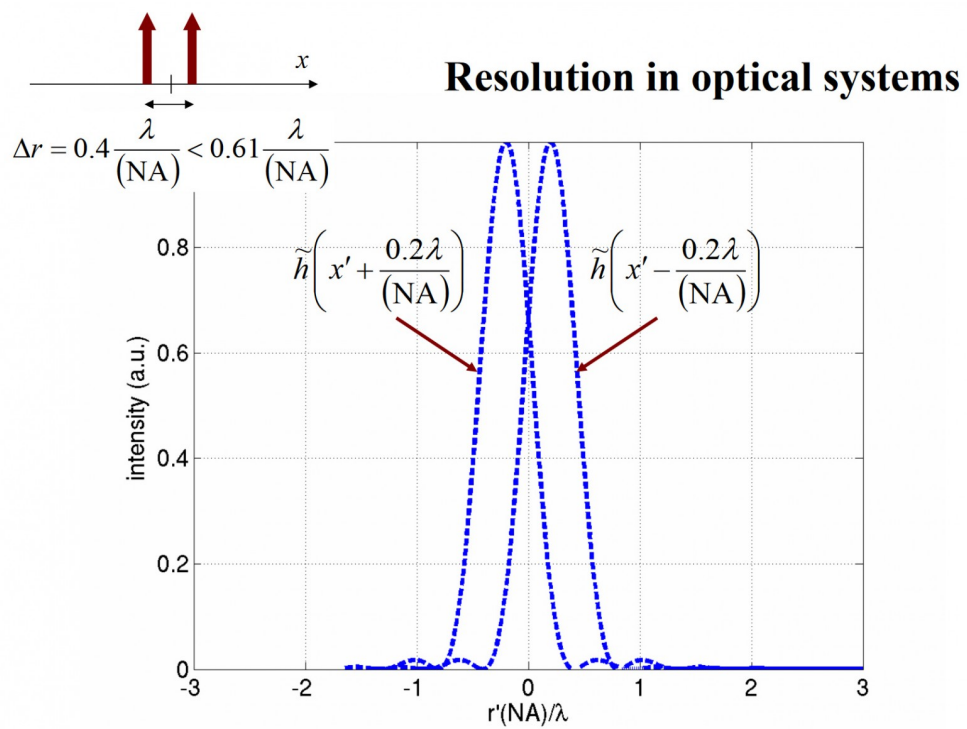 x
Resolution in optical systems
Δr = 0.4 λ/(NA) < 0.61 λ/(NA)
h̃(x′ + 0.2λ/(NA))
h̃(x′ − 0.2λ/(NA))
intensity (a.u.)
0.8
0.6
0.4
0.2
0
-3 -2 -1 0 1 2 3
r'(NA)/λ